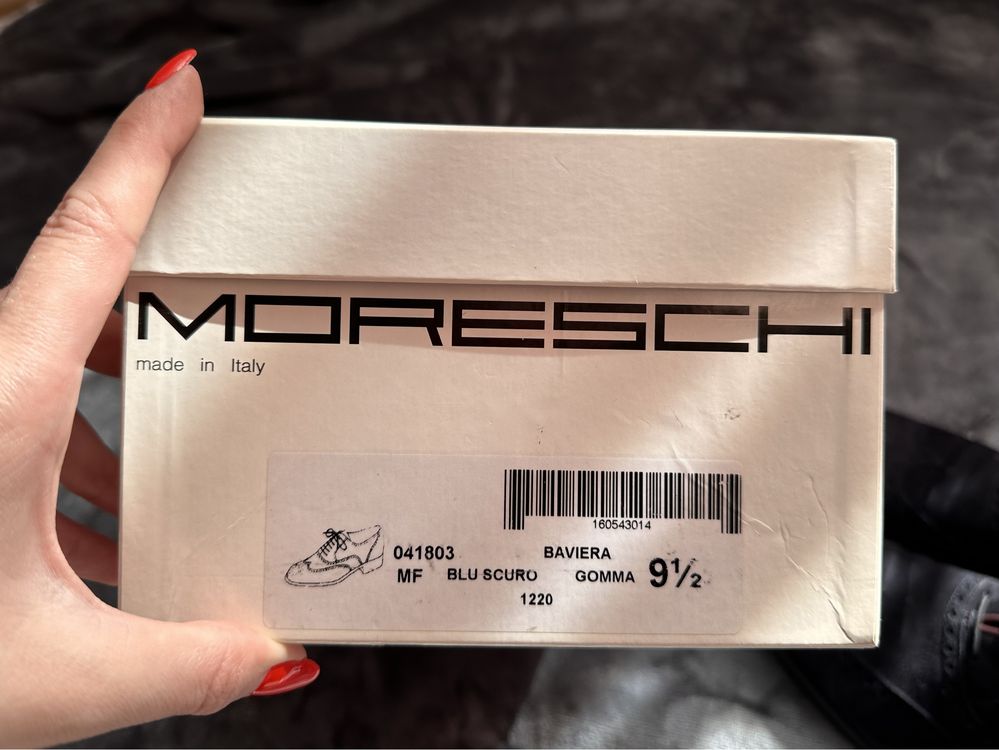 MORESCHI
made in Italy
160543014
041803 BAVIERA
MF BLU SCURO GOMMA 9½
1220